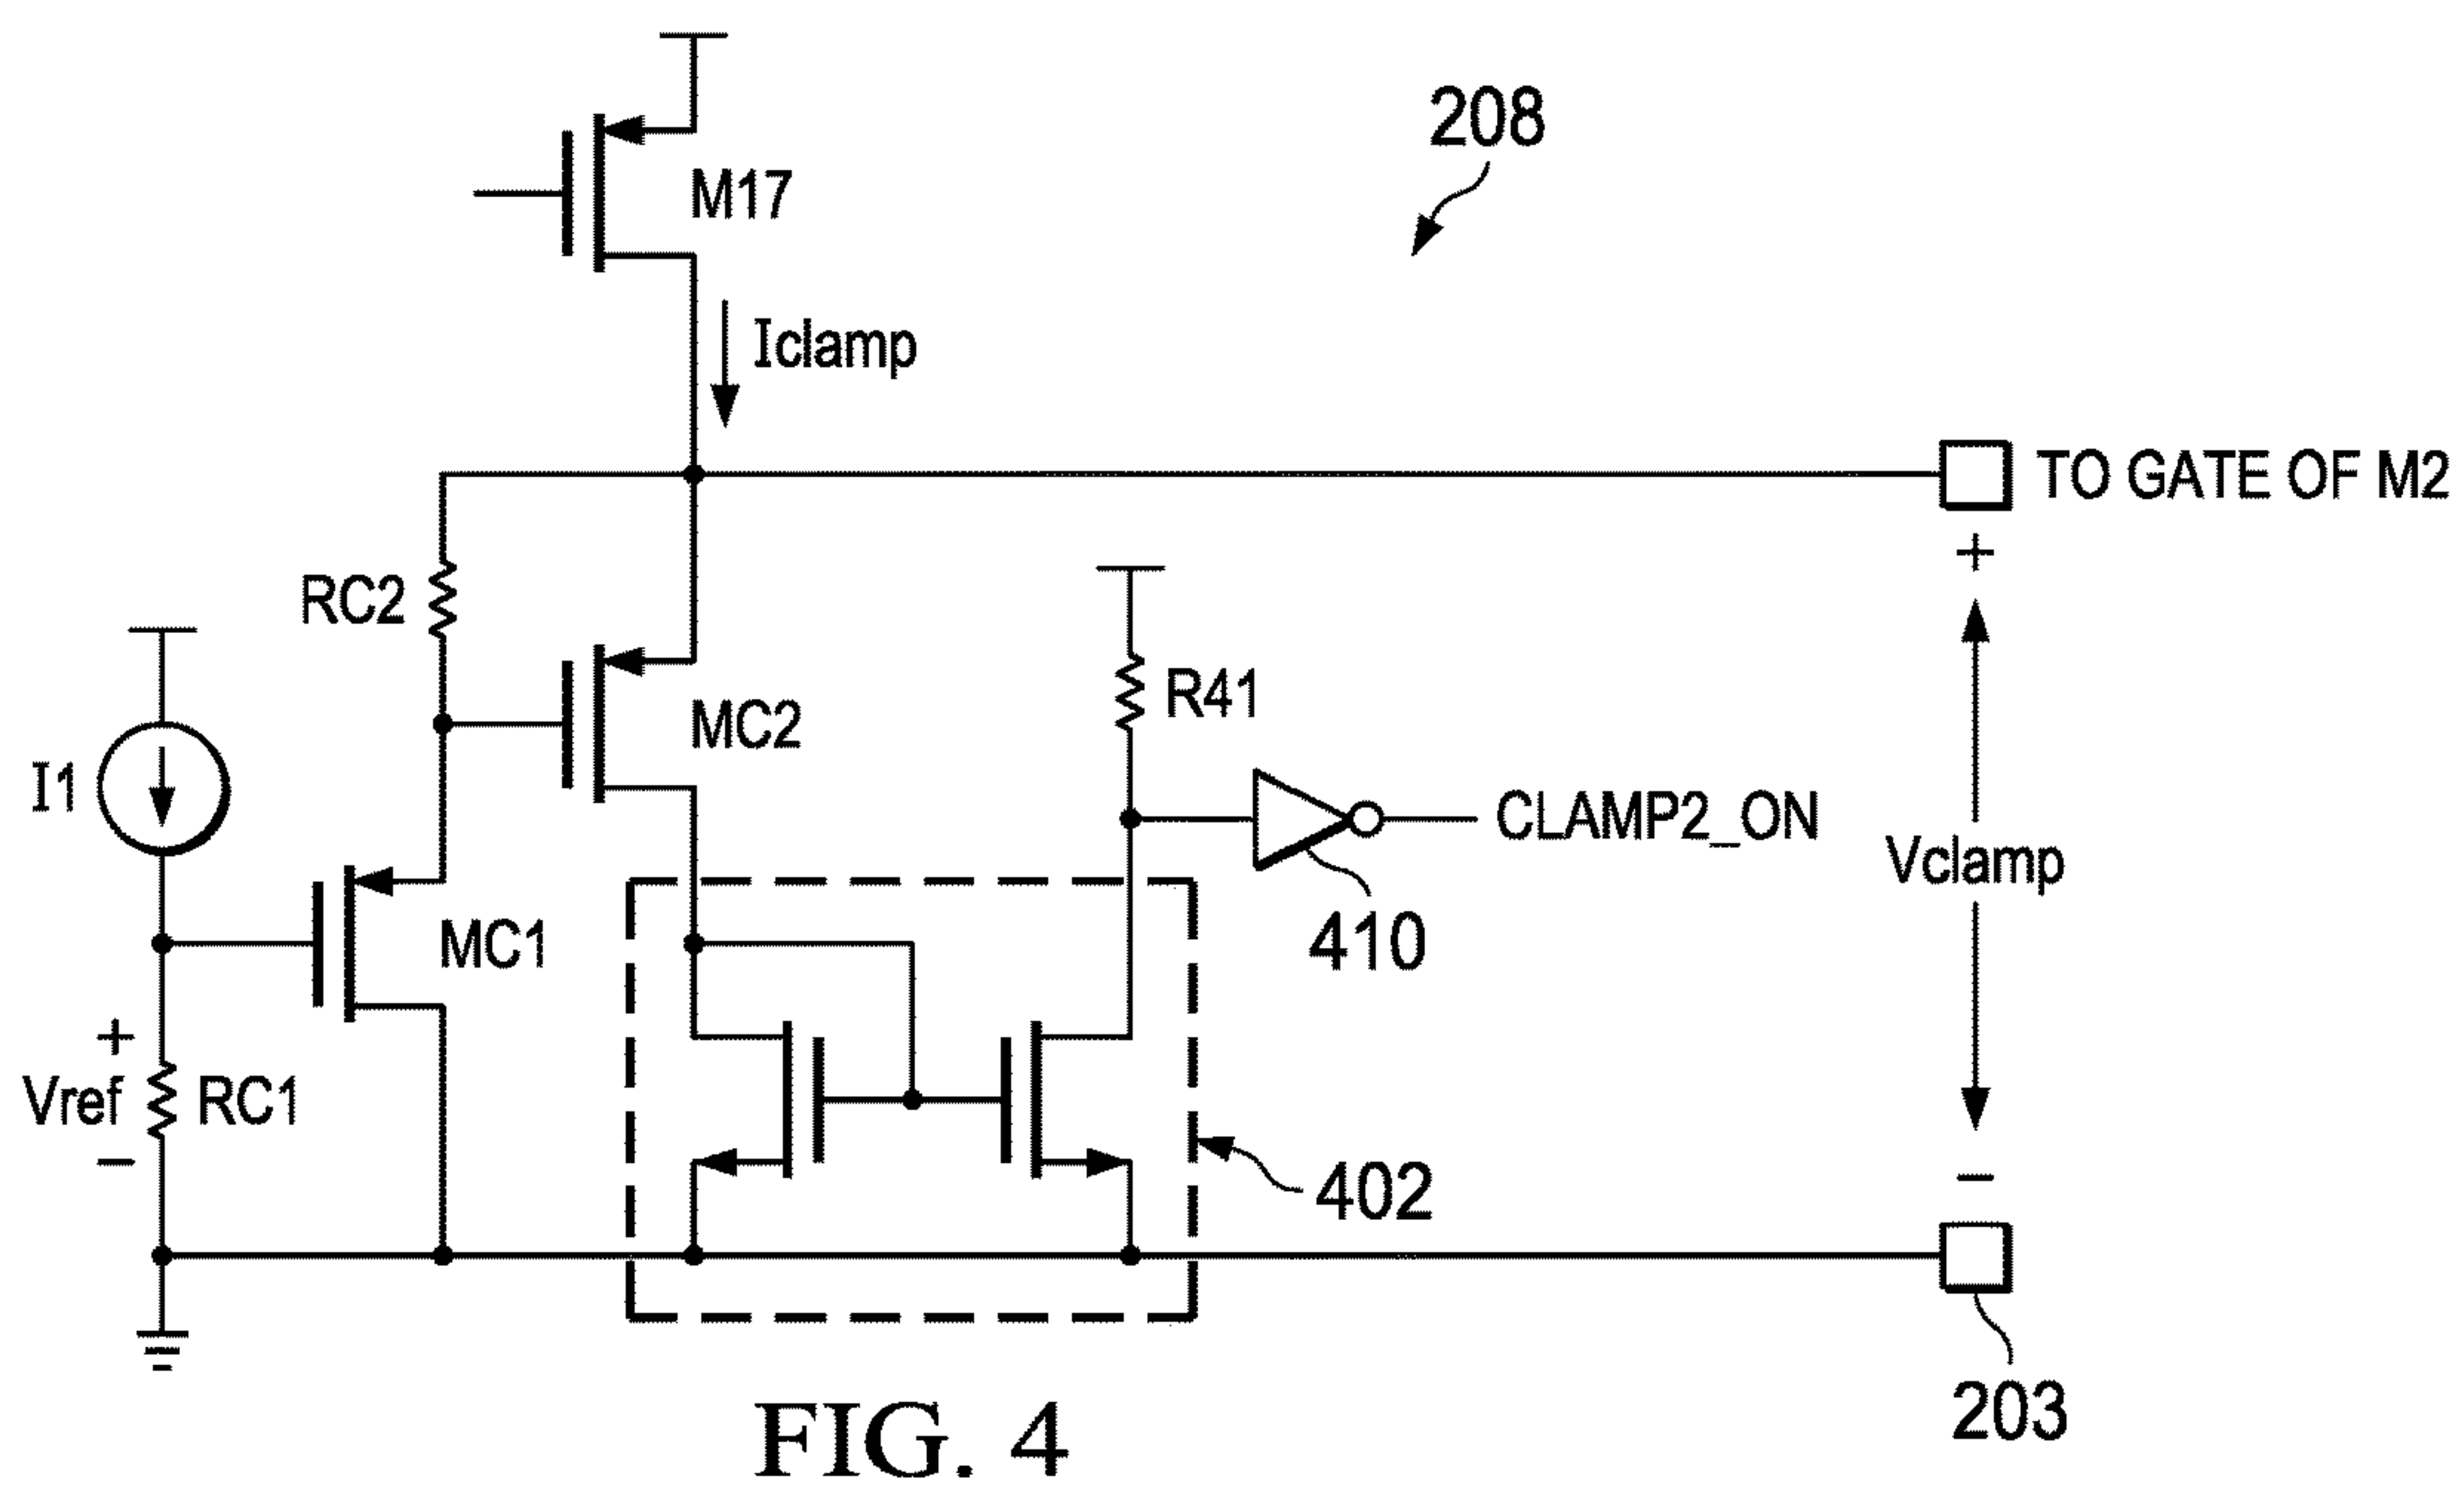 208
M17
Iclamp
TO GATE OF M2
+
RC2
R41
MC2
I1
CLAMP2_ON
Vclamp
410
MC1
+
Vref
RC1
−
402
−
203
FIG. 4